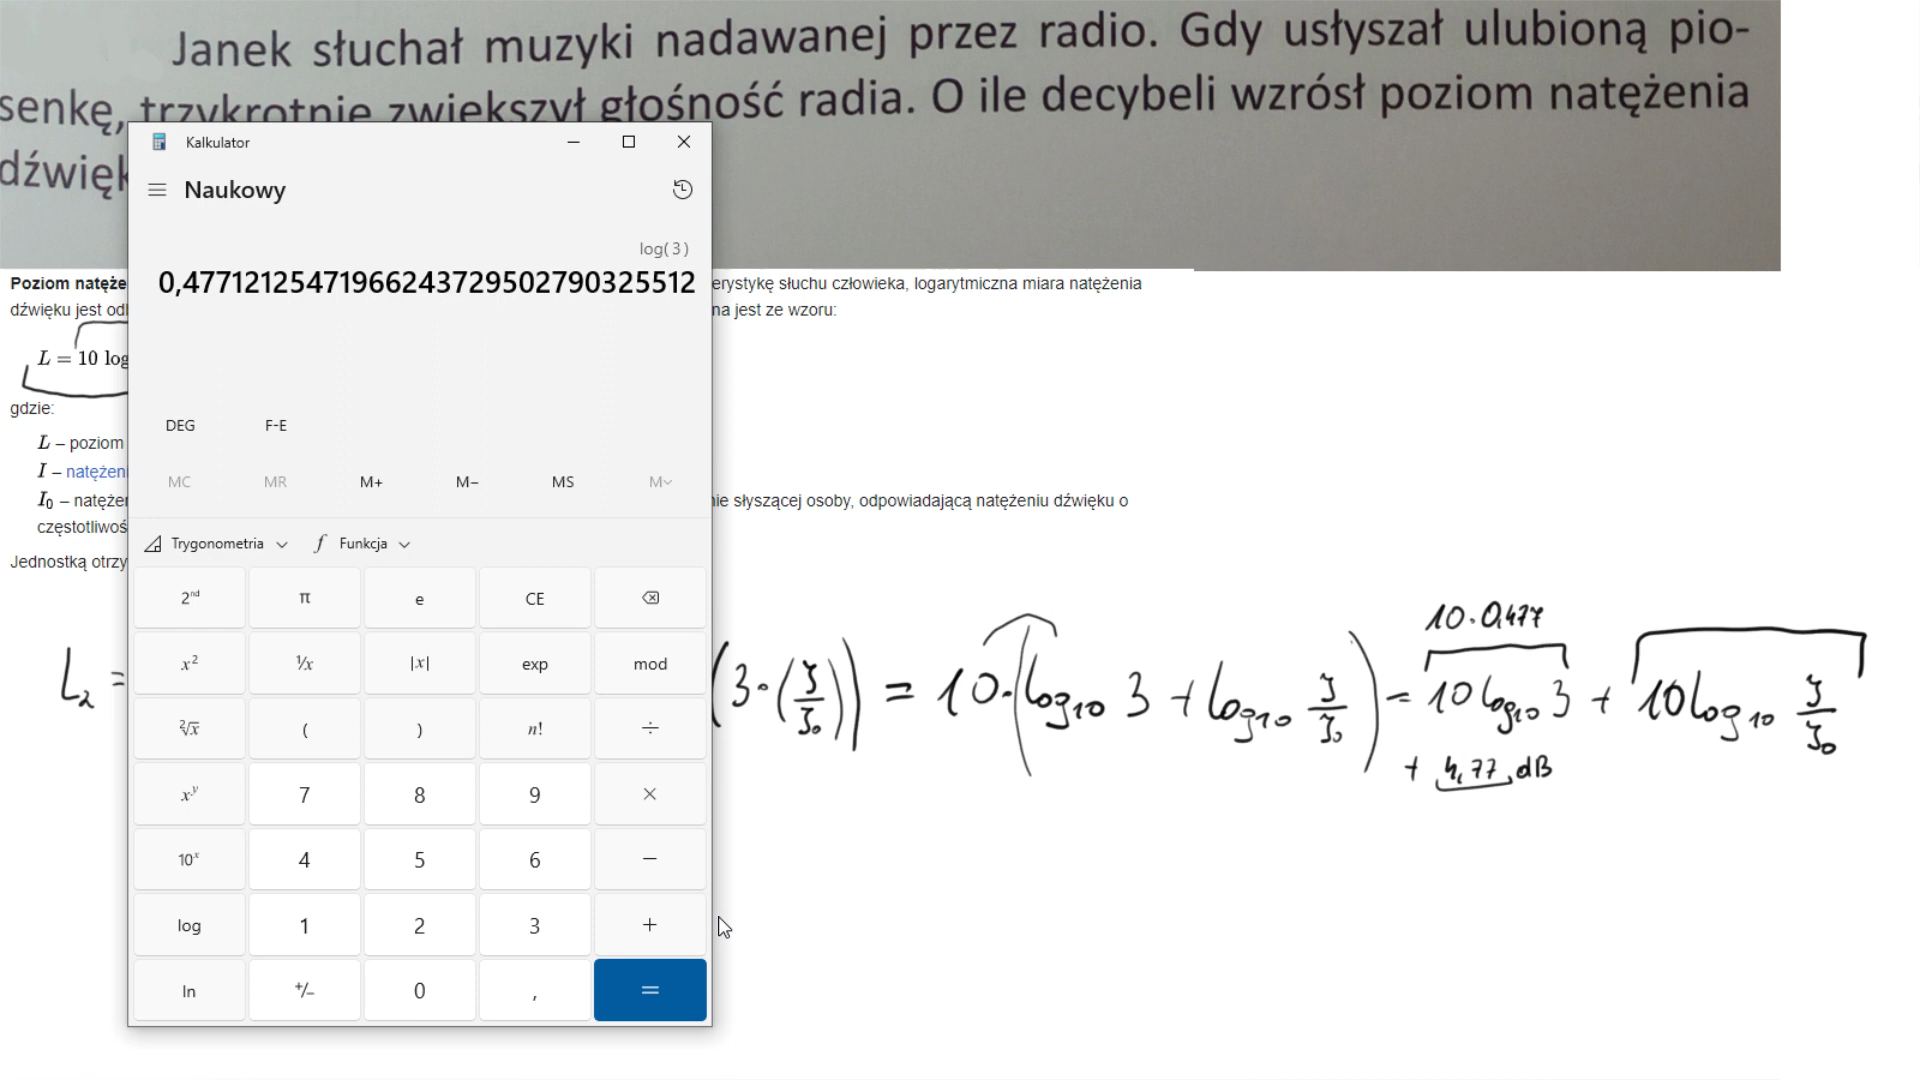 Janek słuchał muzyki nadawanej przez radio. Gdy usłyszał ulubioną pio-
senkę, trzykrotnie zwiększył głośność radia. O ile decybeli wzrósł poziom natężenia
dźwięk
Kalkulator
Naukowy
log(3)
0,47712125471966243729502790325512
Poziom natęże
erystykę słuchu człowieka, logarytmiczna miara natężenia
dźwięku jest odb
na jest ze wzoru:
L = 10 log
gdzie:
L – poziom
I – natężeni
I₀ – natężen
nie słyszącej osoby, odpowiadającą natężeniu dźwięku o
częstotliwoś
Jednostką otrzy
DEG F-E
MC MR M+ M− MS M˅
Trygonometria Funkcja
2ⁿᵈ π e CE
x² ¹/x |x| exp mod
²√x ( ) n! ÷
xʸ 7 8 9 ×
10ˣ 4 5 6 −
log 1 2 3 +
ln +/− 0 , =
10·0,477
L₂ = (3·(J/J₀)) = 10·(log₁₀ 3 + log₁₀ J/J₀) = 10 log₁₀ 3 + 10 log₁₀ J/J₀
+ 4,77 dB